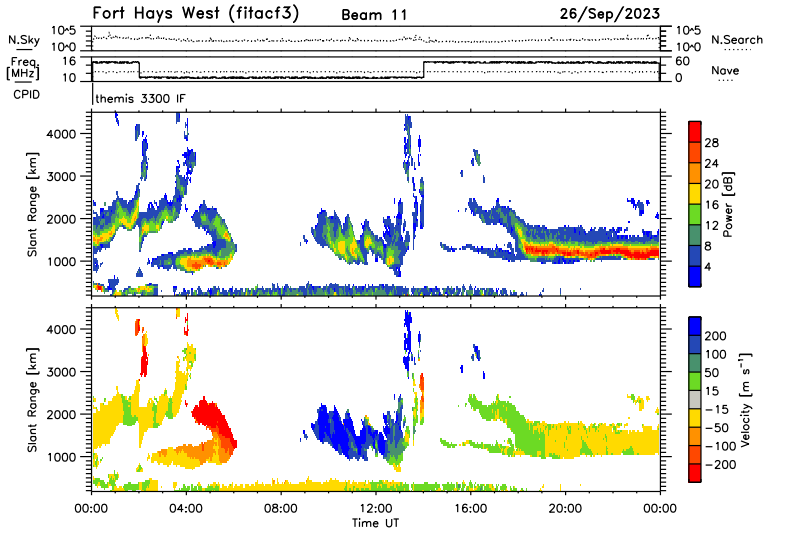 Fort Hays West (fitacf3) Beam 11 26/Sep/2023
N.Sky 10^5 10^0 10^5 10^0 N.Search
Freq. [MHz] 16 10 60 0 Nave
CPID themis 3300 IF
Slant Range [km] 4000 3000 2000 1000
28 24 20 16 12 8 4 Power [dB]
Slant Range [km] 4000 3000 2000 1000
200 100 50 15 −15 −50 −100 −200 Velocity [m s⁻¹]
00:00 04:00 08:00 12:00 16:00 20:00 00:00
Time UT